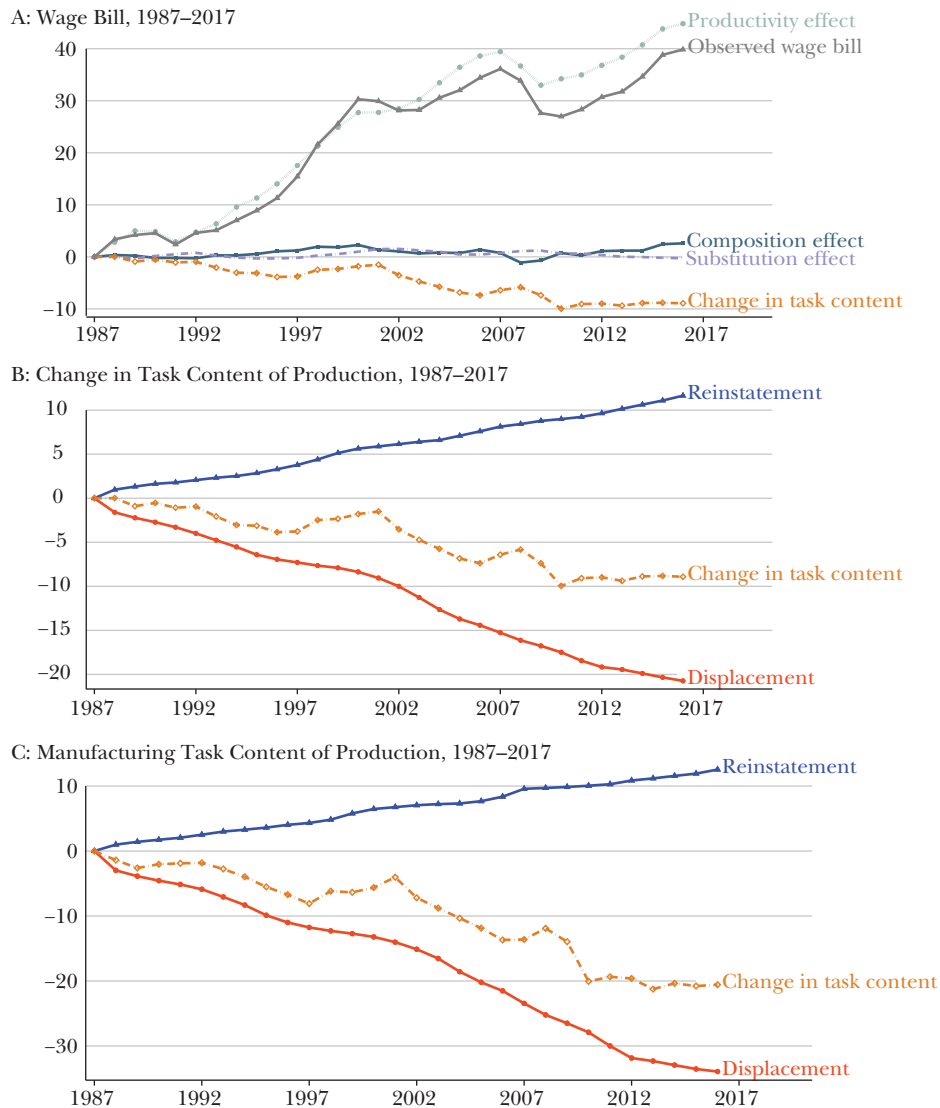 A: Wage Bill, 1987–2017
Productivity effect
40
Observed wage bill
30
20
10
Composition effect
0
Substitution effect
Change in task content
−10
1987 1992 1997 2002 2007 2012 2017
B: Change in Task Content of Production, 1987–2017
Reinstatement
10
5
0
−5
Change in task content
−10
−15
−20
Displacement
1987 1992 1997 2002 2007 2012 2017
C: Manufacturing Task Content of Production, 1987–2017
Reinstatement
10
0
−10
−20
Change in task content
−30
Displacement
1987 1992 1997 2002 2007 2012 2017